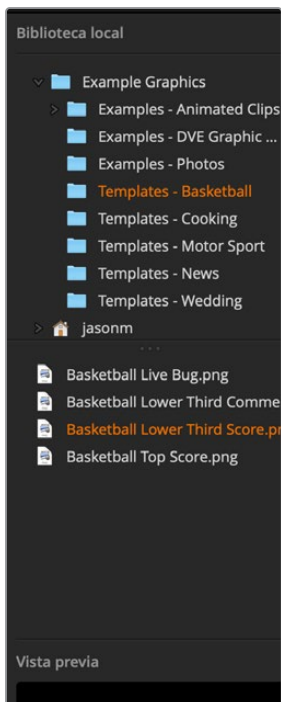 Biblioteca local
Example Graphics
Examples - Animated Clips
Examples - DVE Graphic ...
Examples - Photos
Templates - Basketball
Templates - Cooking
Templates - Motor Sport
Templates - News
Templates - Wedding
jasonm
Basketball Live Bug.png
Basketball Lower Third Comme
Basketball Lower Third Score.pr
Basketball Top Score.png
Vista previa